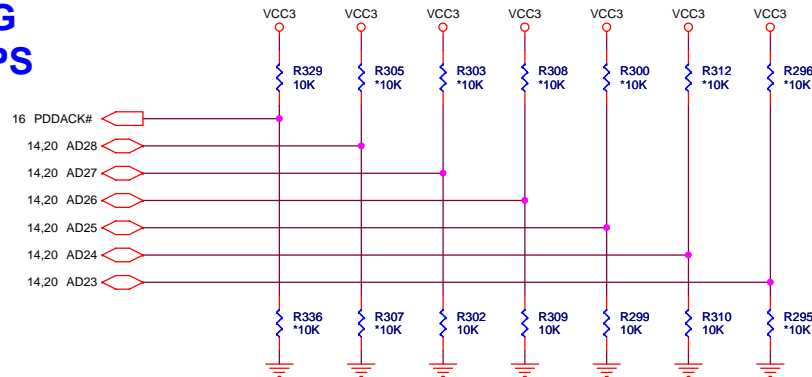 G
PS
VCC3 VCC3 VCC3 VCC3 VCC3 VCC3 VCC3
R329 R305 R303 R308 R300 R312 R296
10K *10K *10K *10K *10K *10K *10K
16 PDDACK#
14,20 AD28
14,20 AD27
14,20 AD26
14,20 AD25
14,20 AD24
14,20 AD23
R336 R307 R302 R309 R299 R310 R295
*10K *10K 10K 10K 10K 10K *10K